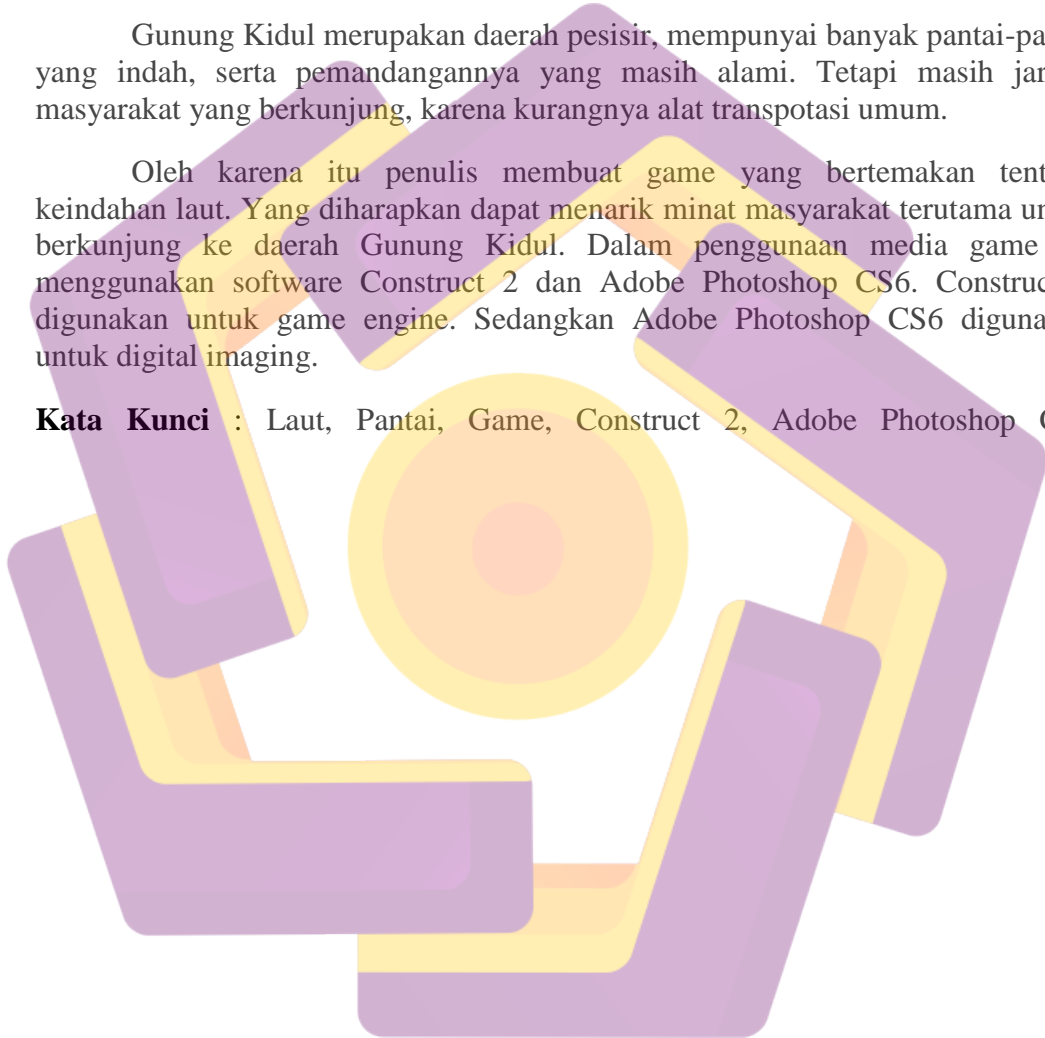 Gunung Kidul merupakan daerah pesisir, mempunyai banyak pantai-pa
yang indah, serta pemandangannya yang masih alami. Tetapi masih jar
masyarakat yang berkunjung, karena kurangnya alat transpotasi umum.
Oleh karena itu penulis membuat game yang bertemakan tent
keindahan laut. Yang diharapkan dapat menarik minat masyarakat terutama un
berkunjung ke daerah Gunung Kidul. Dalam penggunaan media game
menggunakan software Construct 2 dan Adobe Photoshop CS6. Construc
digunakan untuk game engine. Sedangkan Adobe Photoshop CS6 diguna
untuk digital imaging.
Kata Kunci : Laut, Pantai, Game, Construct 2, Adobe Photoshop C